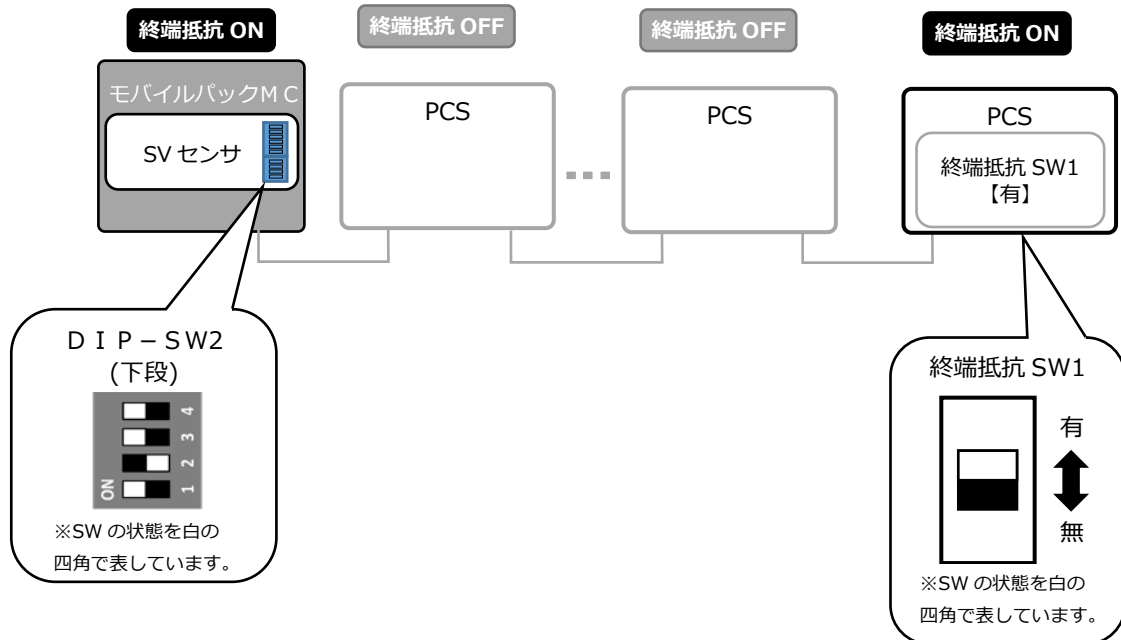 終端抵抗 ON
終端抵抗 OFF
終端抵抗 OFF
終端抵抗 ON
モバイルパックＭＣ
SV センサ
PCS
PCS
PCS
終端抵抗 SW1
【有】
ＤＩＰ－ＳW2
(下段)
4
3
2
1
ON
※SW の状態を白の
四角で表しています。
終端抵抗 SW1
有
無
※SW の状態を白の
四角で表しています。